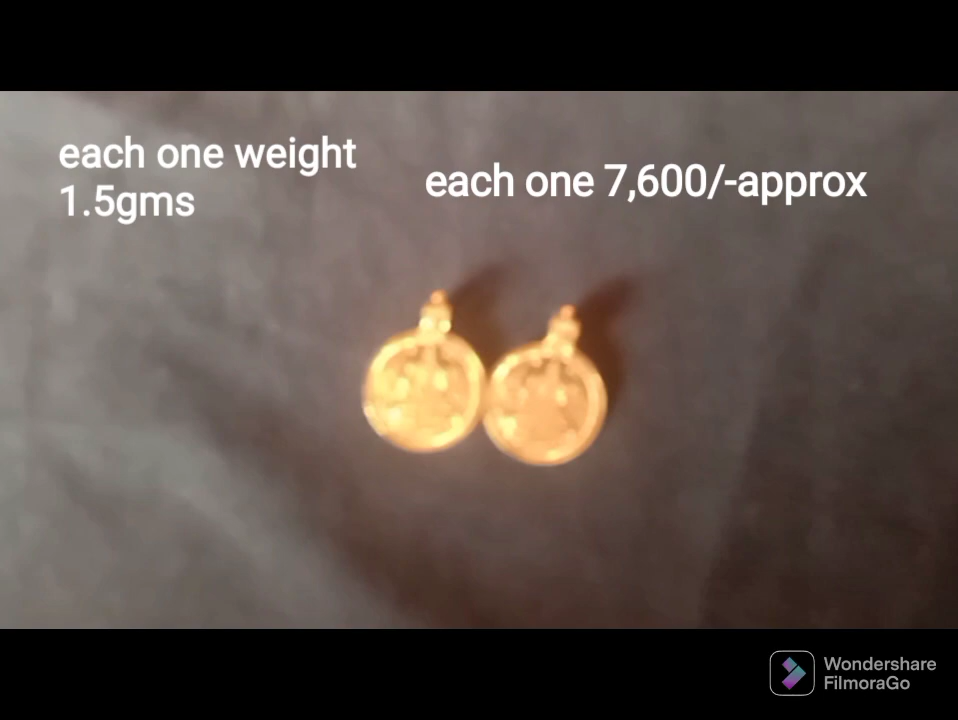 each one weight
1.5gms
each one 7,600/-approx
Wondershare
FilmoraGo